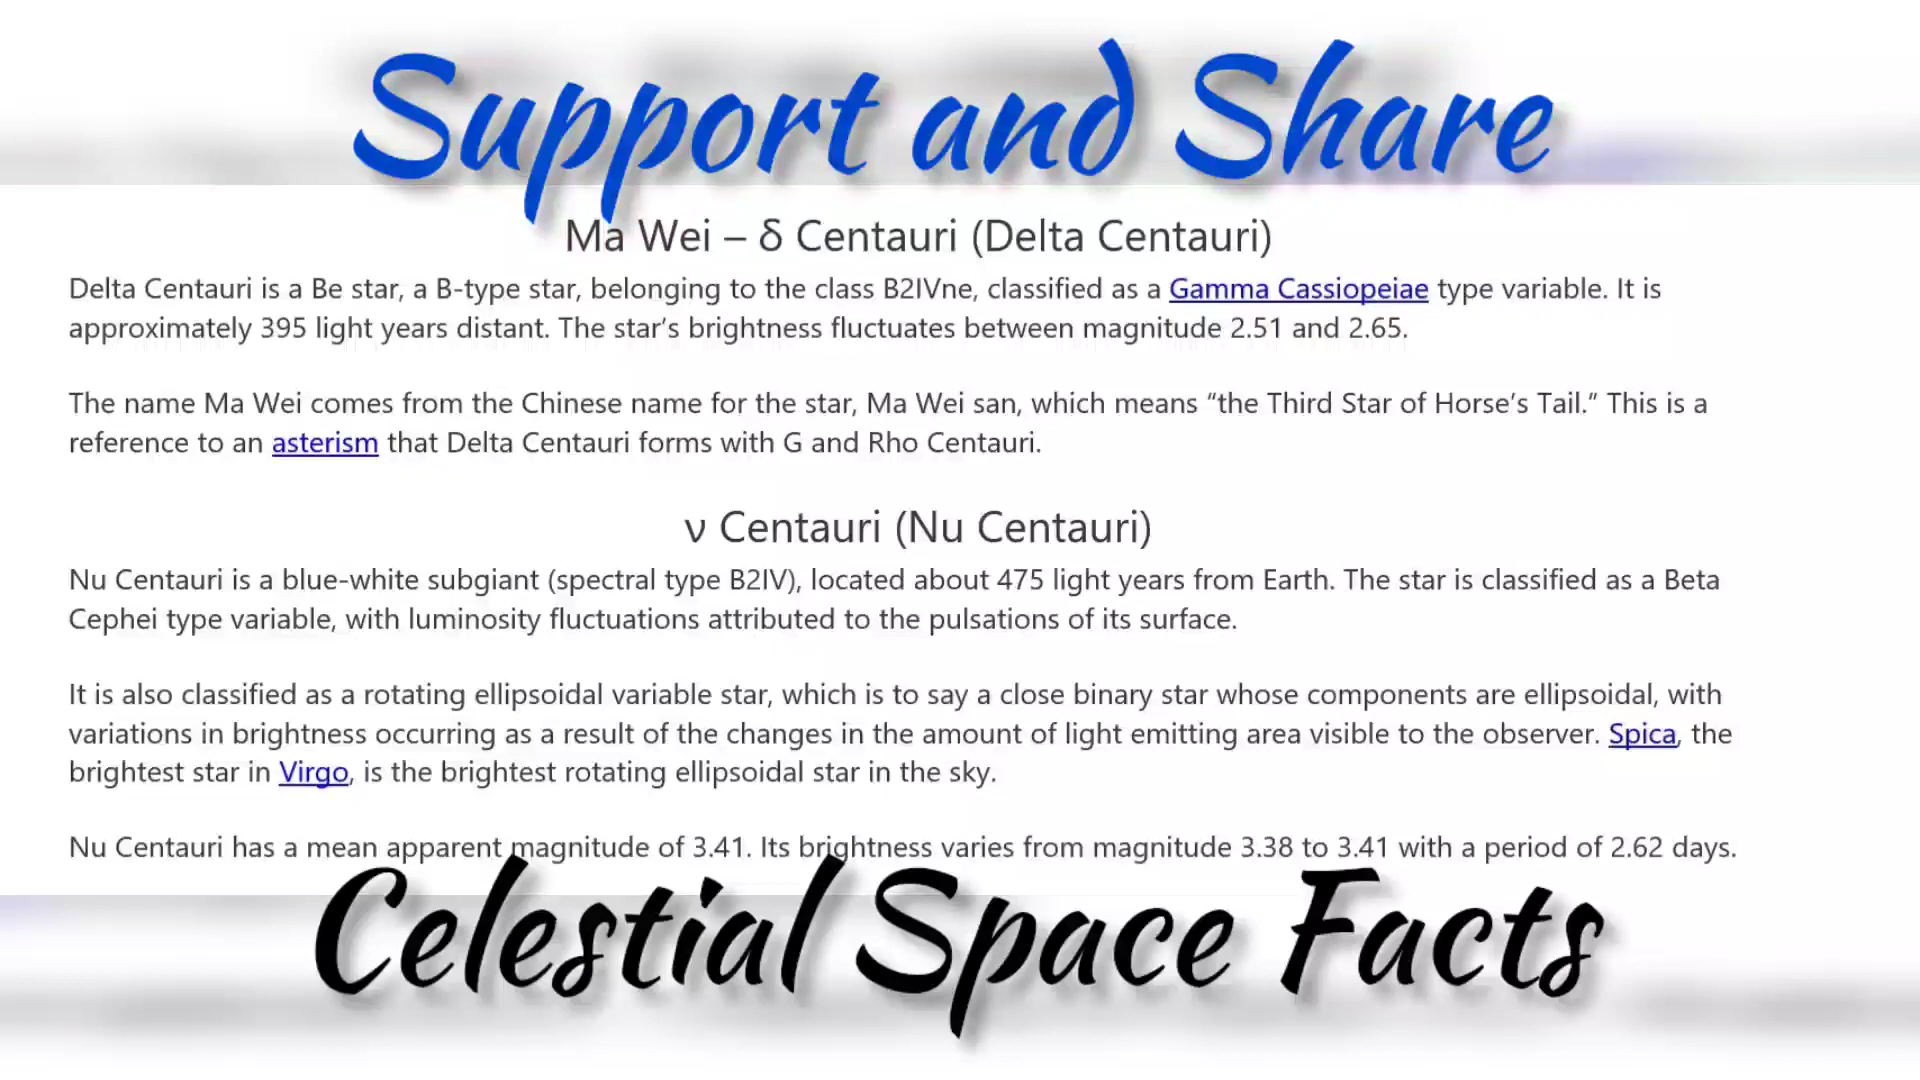 Support and Share
Ma Wei – δ Centauri (Delta Centauri)
Delta Centauri is a Be star, a B-type star, belonging to the class B2IVne, classified as a Gamma Cassiopeiae type variable. It is
approximately 395 light years distant. The star’s brightness fluctuates between magnitude 2.51 and 2.65.
The name Ma Wei comes from the Chinese name for the star, Ma Wei san, which means “the Third Star of Horse’s Tail.” This is a
reference to an asterism that Delta Centauri forms with G and Rho Centauri.
ν Centauri (Nu Centauri)
Nu Centauri is a blue-white subgiant (spectral type B2IV), located about 475 light years from Earth. The star is classified as a Beta
Cephei type variable, with luminosity fluctuations attributed to the pulsations of its surface.
It is also classified as a rotating ellipsoidal variable star, which is to say a close binary star whose components are ellipsoidal, with
variations in brightness occurring as a result of the changes in the amount of light emitting area visible to the observer. Spica, the
brightest star in Virgo, is the brightest rotating ellipsoidal star in the sky.
Nu Centauri has a mean apparent magnitude of 3.41. Its brightness varies from magnitude 3.38 to 3.41 with a period of 2.62 days.
Celestial Space Facts